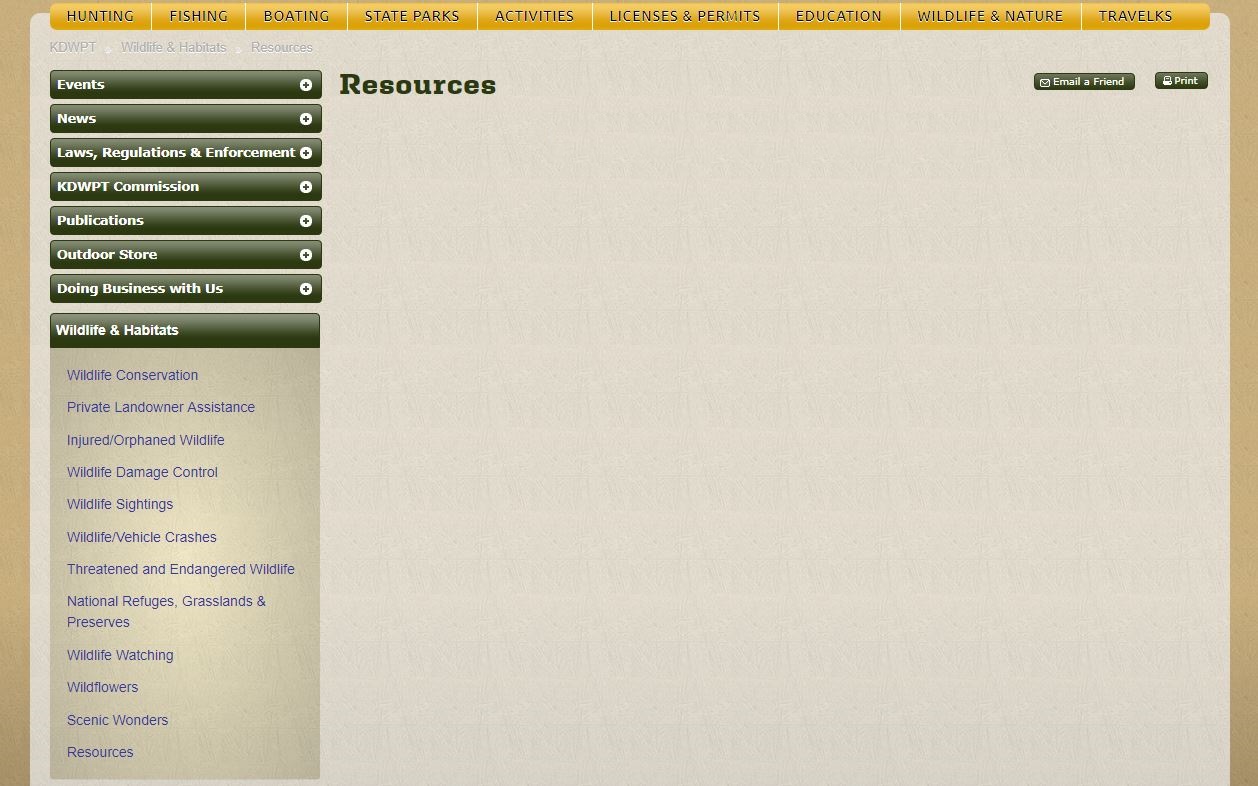 HUNTING FISHING BOATING STATE PARKS ACTIVITIES LICENSES & PERMITS EDUCATION WILDLIFE & NATURE TRAVELKS
KDWPT Wildlife & Habitats Resources
Events
News
Laws, Regulations & Enforcement
KDWPT Commission
Publications
Outdoor Store
Doing Business with Us
Wildlife & Habitats
Wildlife Conservation
Private Landowner Assistance
Injured/Orphaned Wildlife
Wildlife Damage Control
Wildlife Sightings
Wildlife/Vehicle Crashes
Threatened and Endangered Wildlife
National Refuges, Grasslands &
Preserves
Wildlife Watching
Wildflowers
Scenic Wonders
Resources
Resources
Email a Friend Print